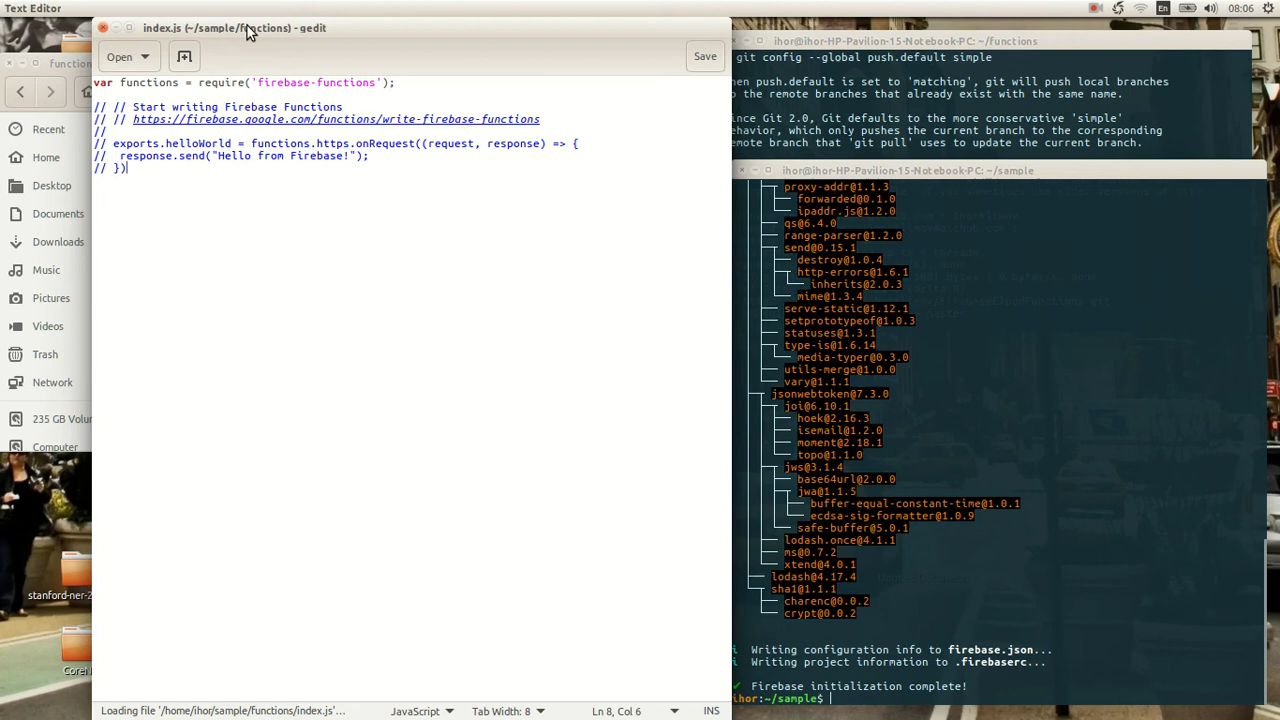 Text Editor
En
08:06
index.js (~/sample/functions) - gedit
Open
Save
functions
Recent
Home
Desktop
Documents
Downloads
Music
Pictures
Videos
Trash
Network
235 GB Volu
Computer
stanford-ner-2
CoreI
var functions = require('firebase-functions');
// // Start writing Firebase Functions
// // https://firebase.google.com/functions/write-firebase-functions
//
// exports.helloWorld = functions.https.onRequest((request, response) => {
//  response.send("Hello from Firebase!");
// })
Loading file '/home/ihor/sample/functions/index.js'...
JavaScript
Tab Width: 8
Ln 8, Col 6
INS
ihor@ihor-HP-Pavilion-15-Notebook-PC: ~/functions
git config --global push.default simple
hen push.default is set to 'matching', git will push local branches
o the remote branches that already exist with the same name.
ince Git 2.0, Git defaults to the more conservative 'simple'
ehavior, which only pushes the current branch to the corresponding
emote branch that 'git pull' uses to update the current branch.
ihor@ihor-HP-Pavilion-15-Notebook-PC: ~/sample
proxy-addr@1.1.3
forwarded@0.1.0
ipaddr.js@1.2.0
qs@6.4.0
range-parser@1.2.0
send@0.15.1
destroy@1.0.4
http-errors@1.6.1
inherits@2.0.3
mime@1.3.4
serve-static@1.12.1
setprototypeof@1.0.3
statuses@1.3.1
type-is@1.6.14
media-typer@0.3.0
utils-merge@1.0.0
vary@1.1.1
jsonwebtoken@7.3.0
joi@6.10.1
hoek@2.16.3
isemail@1.2.0
moment@2.18.1
topo@1.1.0
jws@3.1.4
base64url@2.0.0
jwa@1.1.5
buffer-equal-constant-time@1.0.1
ecdsa-sig-formatter@1.0.9
safe-buffer@5.0.1
lodash.once@4.1.1
ms@0.7.2
xtend@4.0.1
lodash@4.17.4
sha1@1.1.1
charenc@0.0.2
crypt@0.0.2
i  Writing configuration info to firebase.json...
i  Writing project information to .firebaserc...
✔  Firebase initialization complete!
ihor:~/sample$